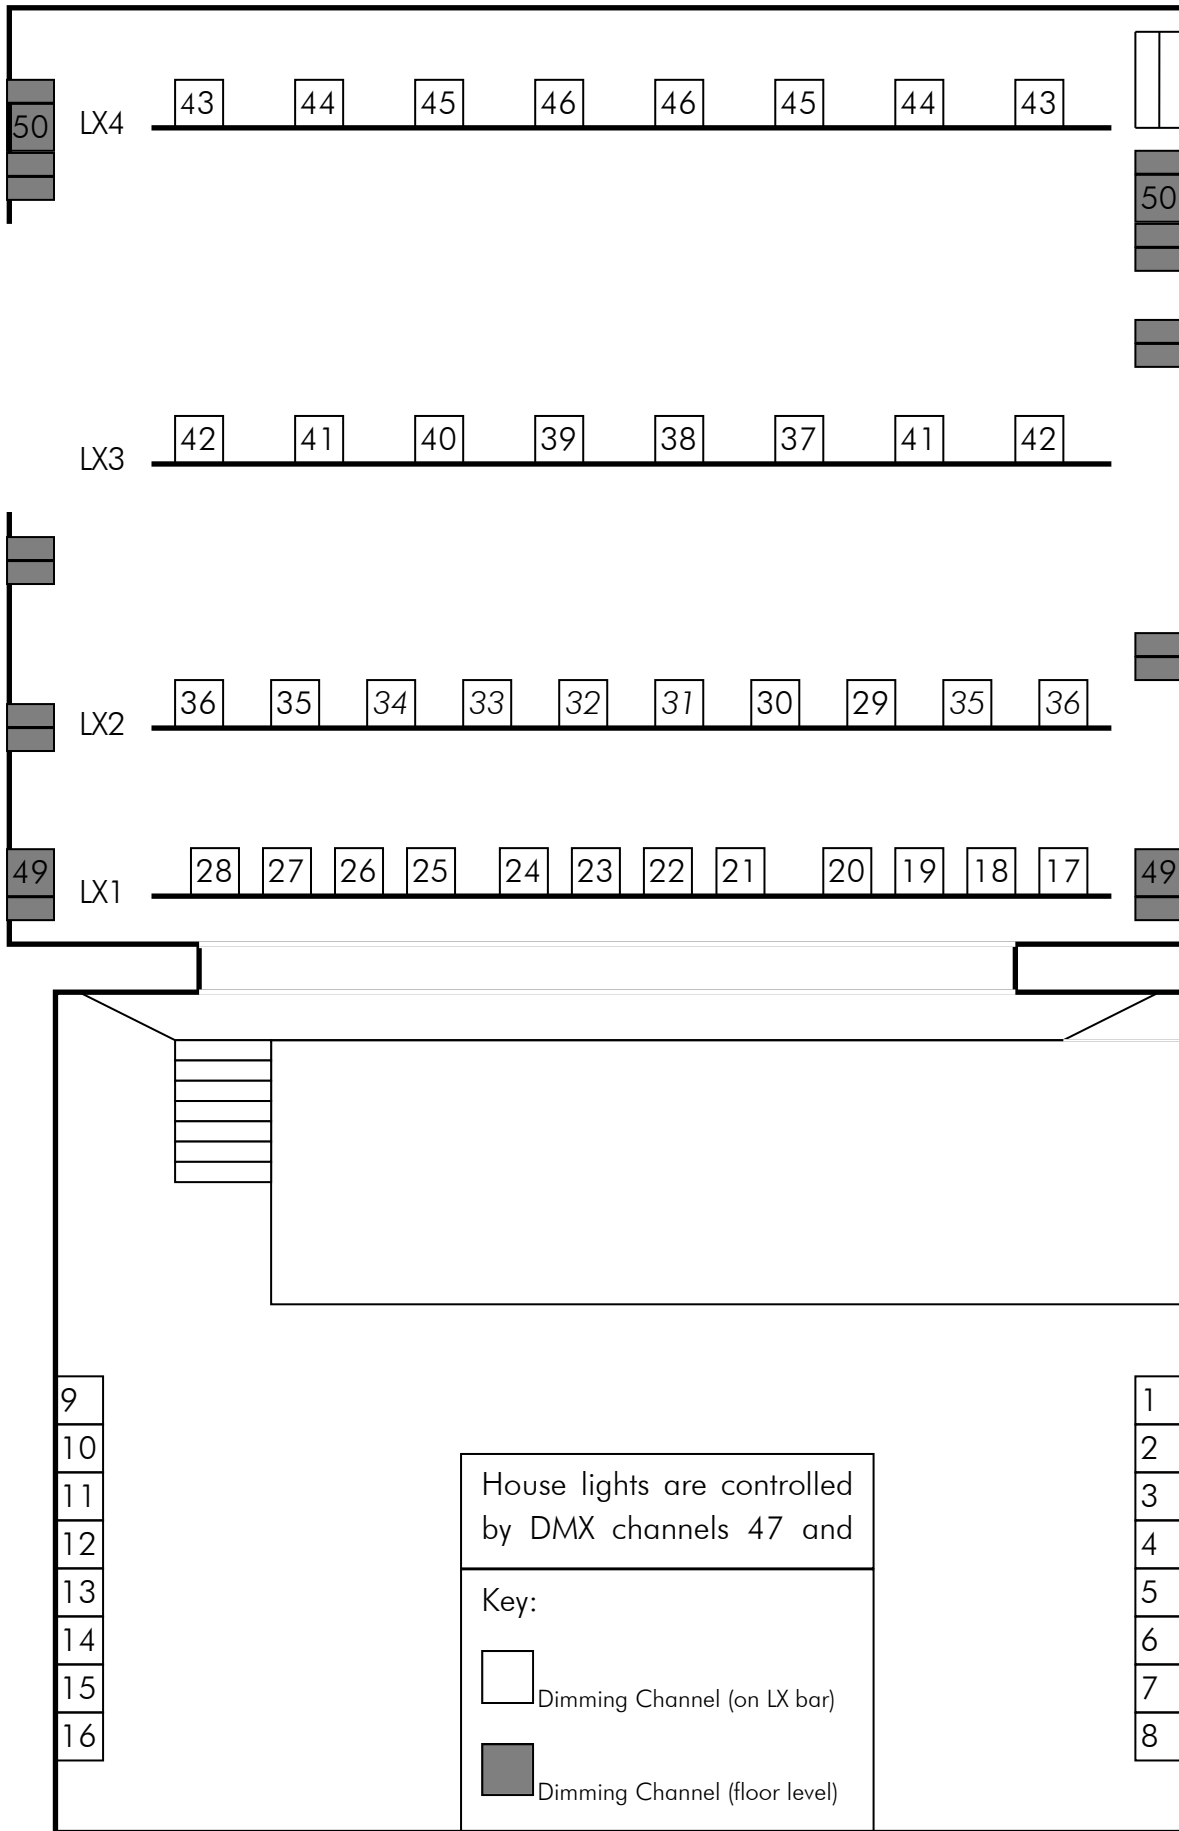 43 44 45 46 46 45 44 43
50 LX4
50
42 41 40 39 38 37 41 42
LX3
36 35 34 33 32 31 30 29 35 36
LX2
28 27 26 25 24 23 22 21 20 19 18 17
49 LX1 49
9 1
10 2
11 3
12 4
13 5
14 6
15 7
16 8
House lights are controlled
by DMX channels 47 and
Key:
Dimming Channel (on LX bar)
Dimming Channel (floor level)